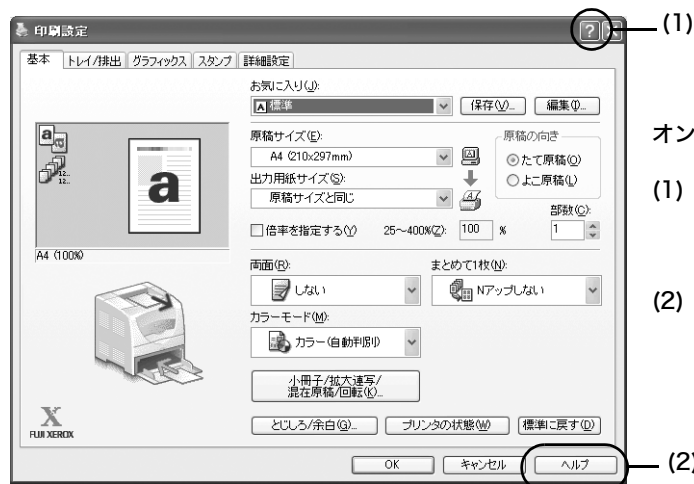 印刷設定
?
(1)
基本 トレイ/排出 グラフィックス スタンプ 詳細設定
お気に入り(J):
標準
保存(V)...
編集(I)...
原稿サイズ(E):
A4 (210x297mm)
原稿の向き
たて原稿(O)
よこ原稿(L)
出力用紙サイズ(S):
原稿サイズと同じ
部数(C):
1
倍率を指定する(Y) 25～400%(Z): 100 %
a
A4 (100%)
両面(R):
しない
まとめて1枚(N):
Nアップしない
カラーモード(M):
カラー(自動判別)
小冊子/拡大連写/
混在原稿/回転(K)...
とじしろ/余白(G)...
プリンタの状態(W)
標準に戻す(D)
X
FUJI XEROX
OK
キャンセル
ヘルプ
(2)
オン
(1)
(2)